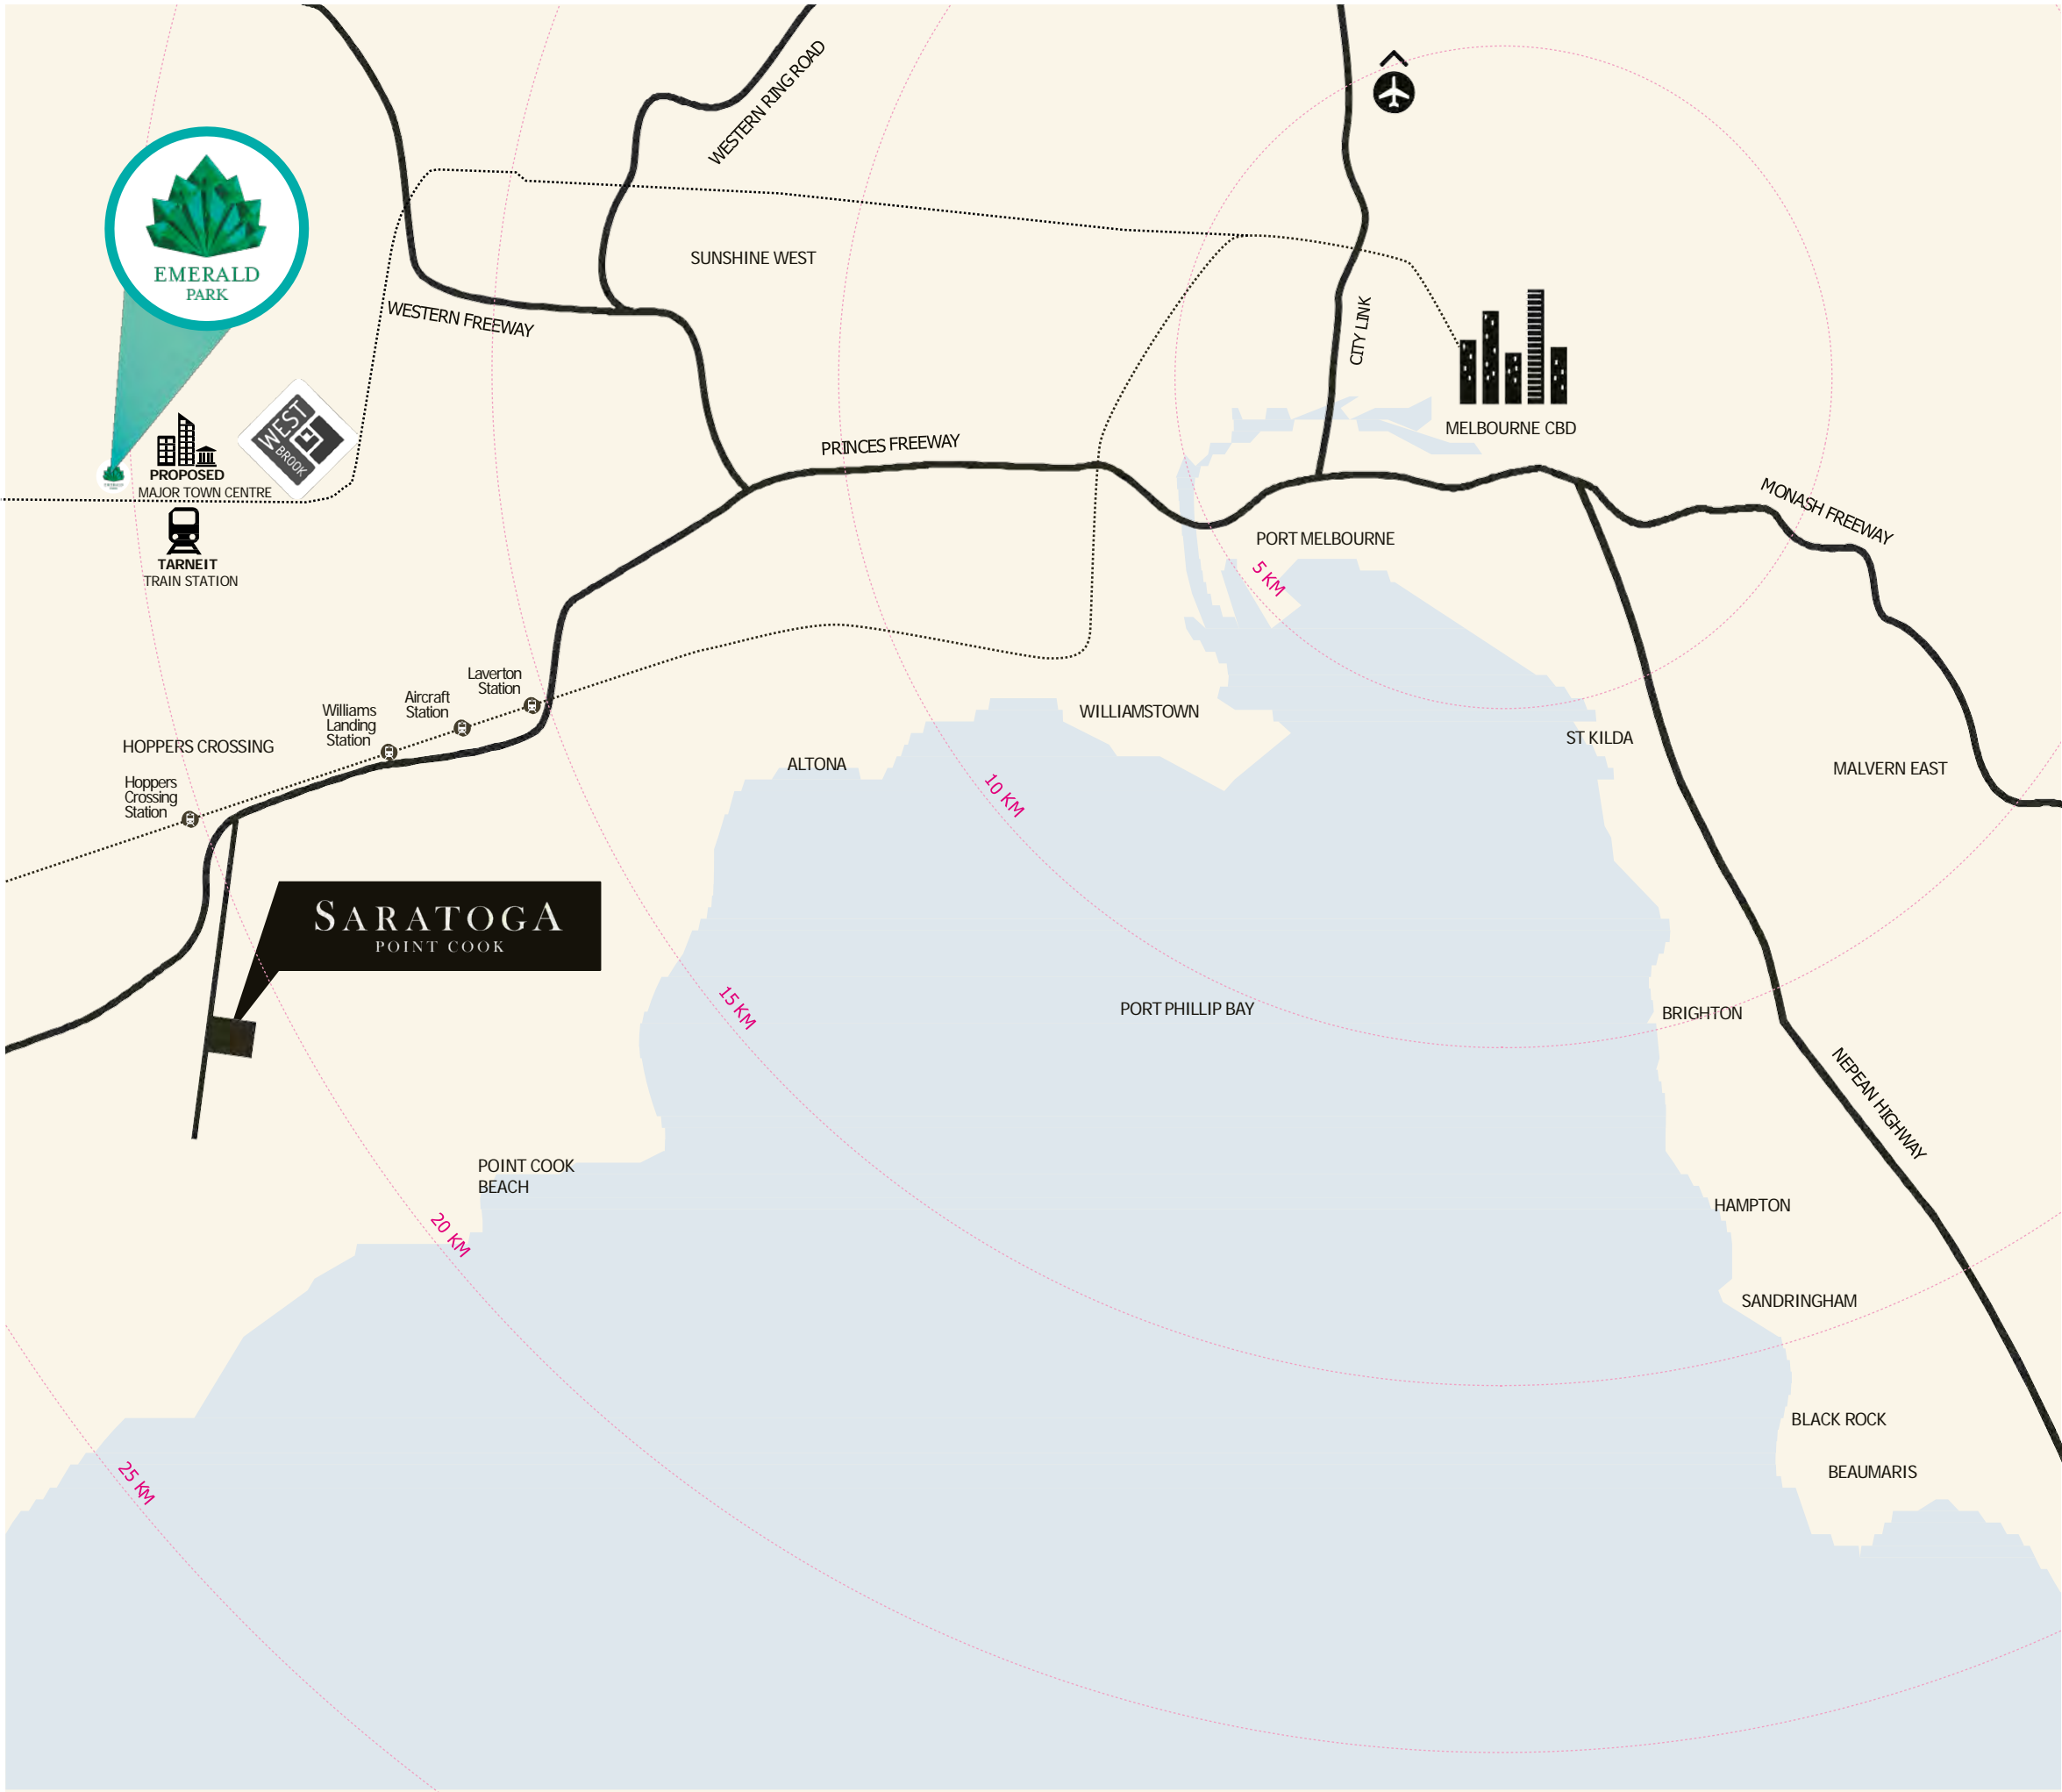 WESTERN RING ROAD
EMERALD
PARK
SUNSHINE WEST
WESTERN FREEWAY
CITY LINK
WEST
BROOK
MELBOURNE CBD
PRINCES FREEWAY
PROPOSED
MAJOR TOWN CENTRE
MONASH FREEWAY
PORT MELBOURNE
TARNEIT
TRAIN STATION
5 KM
Laverton
Station
Aircraft
Station
Williams
Landing
Station
HOPPERS CROSSING
Hoppers
Crossing
Station
WILLIAMSTOWN
ST KILDA
ALTONA
MALVERN EAST
10 KM
SARATOGA
POINT COOK
15 KM
PORT PHILLIP BAY
BRIGHTON
NEPEAN HIGHWAY
POINT COOK
BEACH
HAMPTON
20 KM
SANDRINGHAM
BLACK ROCK
BEAUMARIS
25 KM